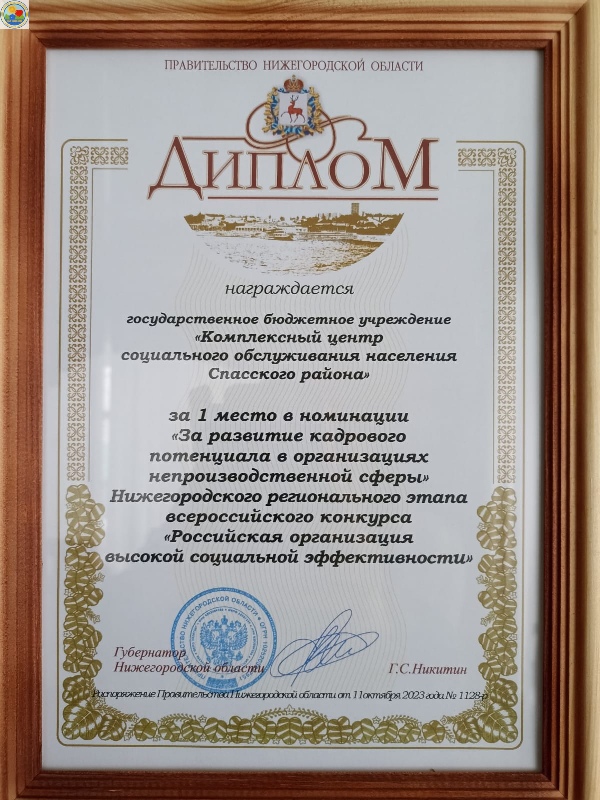 ПРАВИТЕЛЬСТВО НИЖЕГОРОДСКОЙ ОБЛАСТИ
ДИПЛОМ
награждается
государственное бюджетное учреждение
«Комплексный центр
социального обслуживания населения
Спасского района»
за 1 место в номинации
«За развитие кадрового
потенциала в организациях
непроизводственной сферы»
Нижегородского регионального этапа
всероссийского конкурса
«Российская организация
высокой социальной эффективности»
Губернатор
Нижегородской области
Г.С.Никитин
Распоряжение Правительства Нижегородской области от 11 октября 2023 года № 1128-р